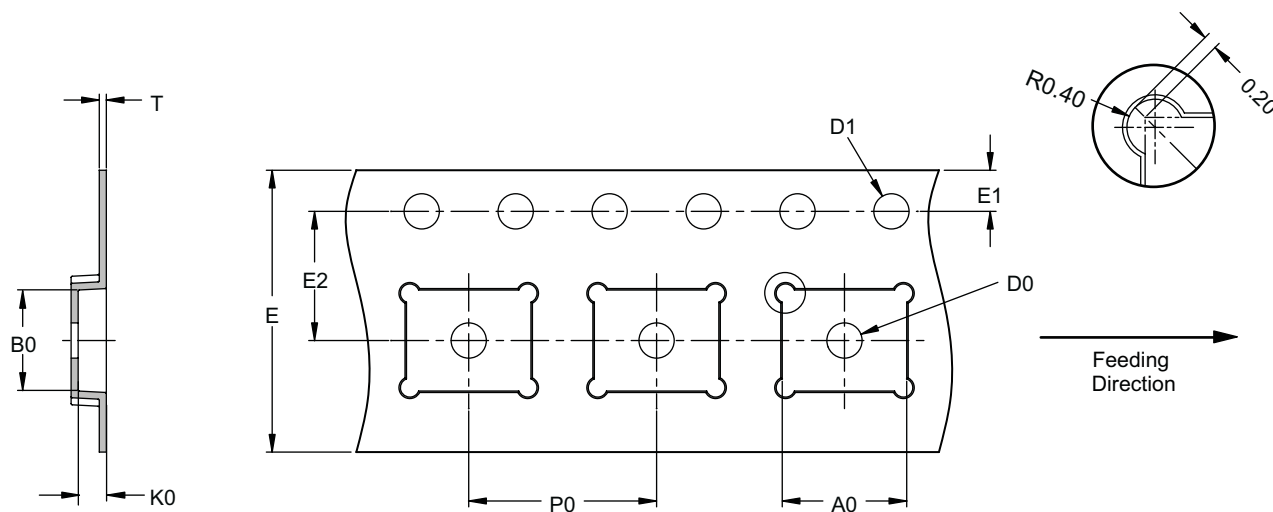 T
R0.40
0.20
D1
E1
E2
D0
E
B0
Feeding
Direction
K0
P0
A0